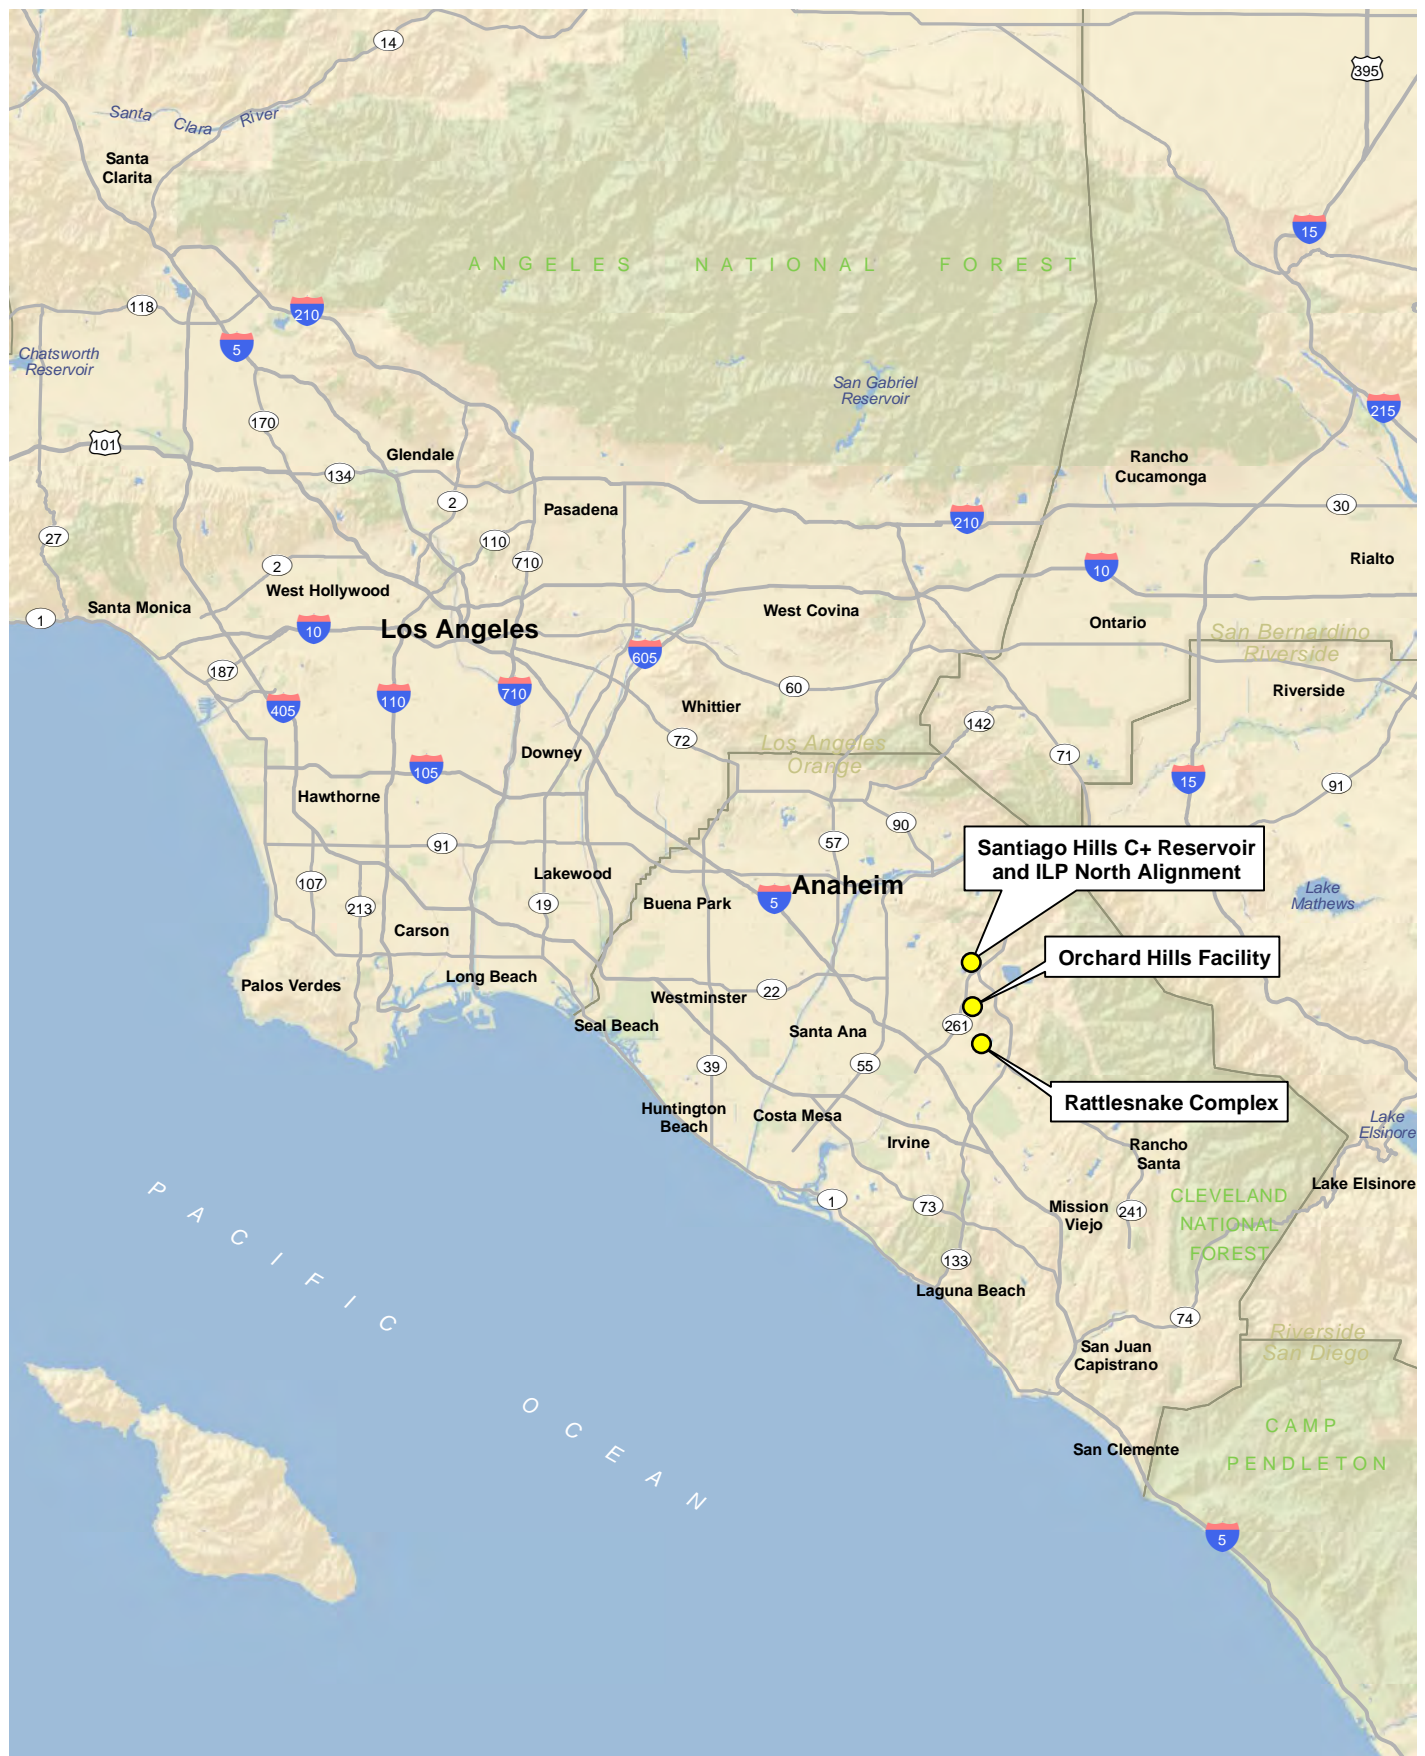 14
395
Santa Clara River
Santa
Clarita
15
ANGELES NATIONAL FOREST
118
210
5
Chatsworth
Reservoir
San Gabriel
Reservoir
215
170
101
Glendale
134
Rancho
Cucamonga
2
Pasadena
30
210
27
110
710
2
10
Rialto
West Hollywood
Santa Monica
West Covina
1
10
Los Angeles
Ontario
San Bernardino
Riverside
605
187
60
710
110
405
Riverside
Whittier
142
72
Los Angeles
Orange
Downey
71
105
15
91
Hawthorne
90
57
91
Santiago Hills C+ Reservoir
and ILP North Alignment
Lakewood
107
Anaheim
Lake
Mathews
5
19
Buena Park
213
Carson
Orchard Hills Facility
Long Beach
Palos Verdes
22
Westminster
Seal Beach
261
Santa Ana
39
55
Rattlesnake Complex
Huntington
Beach
Costa Mesa
Lake
Elsinore
Irvine
Rancho
Santa
Lake Elsinore
PACIFIC
1
73
Mission
Viejo
241
CLEVELAND
NATIONAL
FOREST
133
Laguna Beach
74
Riverside
San Diego
San Juan
Capistrano
OCEAN
CAMP
PENDLETON
San Clemente
5